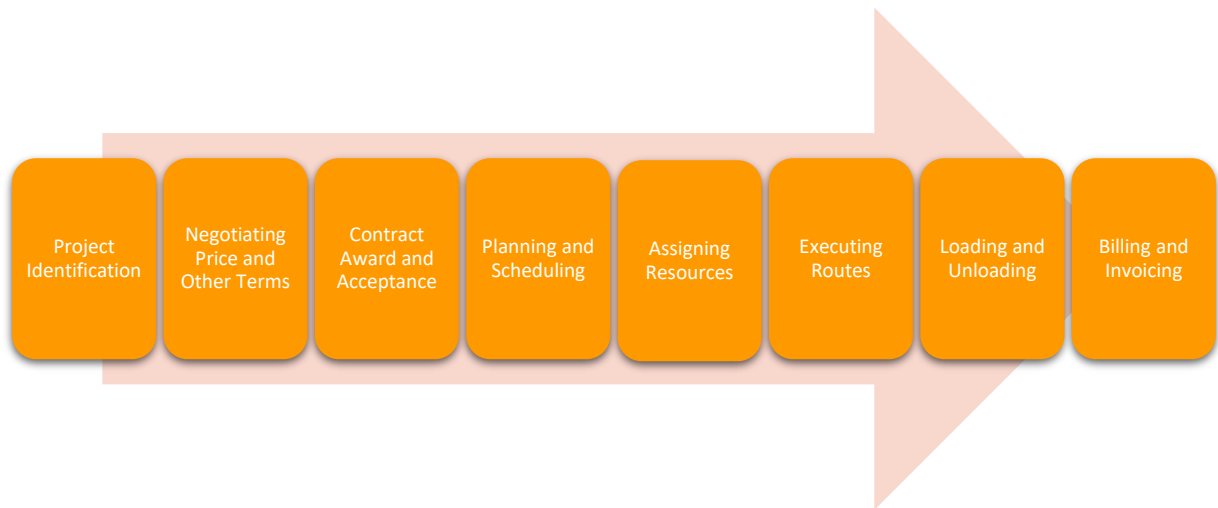 Project
Identification
Negotiating
Price and
Other Terms
Contract
Award and
Acceptance
Planning and
Scheduling
Assigning
Resources
Executing
Routes
Loading and
Unloading
Billing and
Invoicing